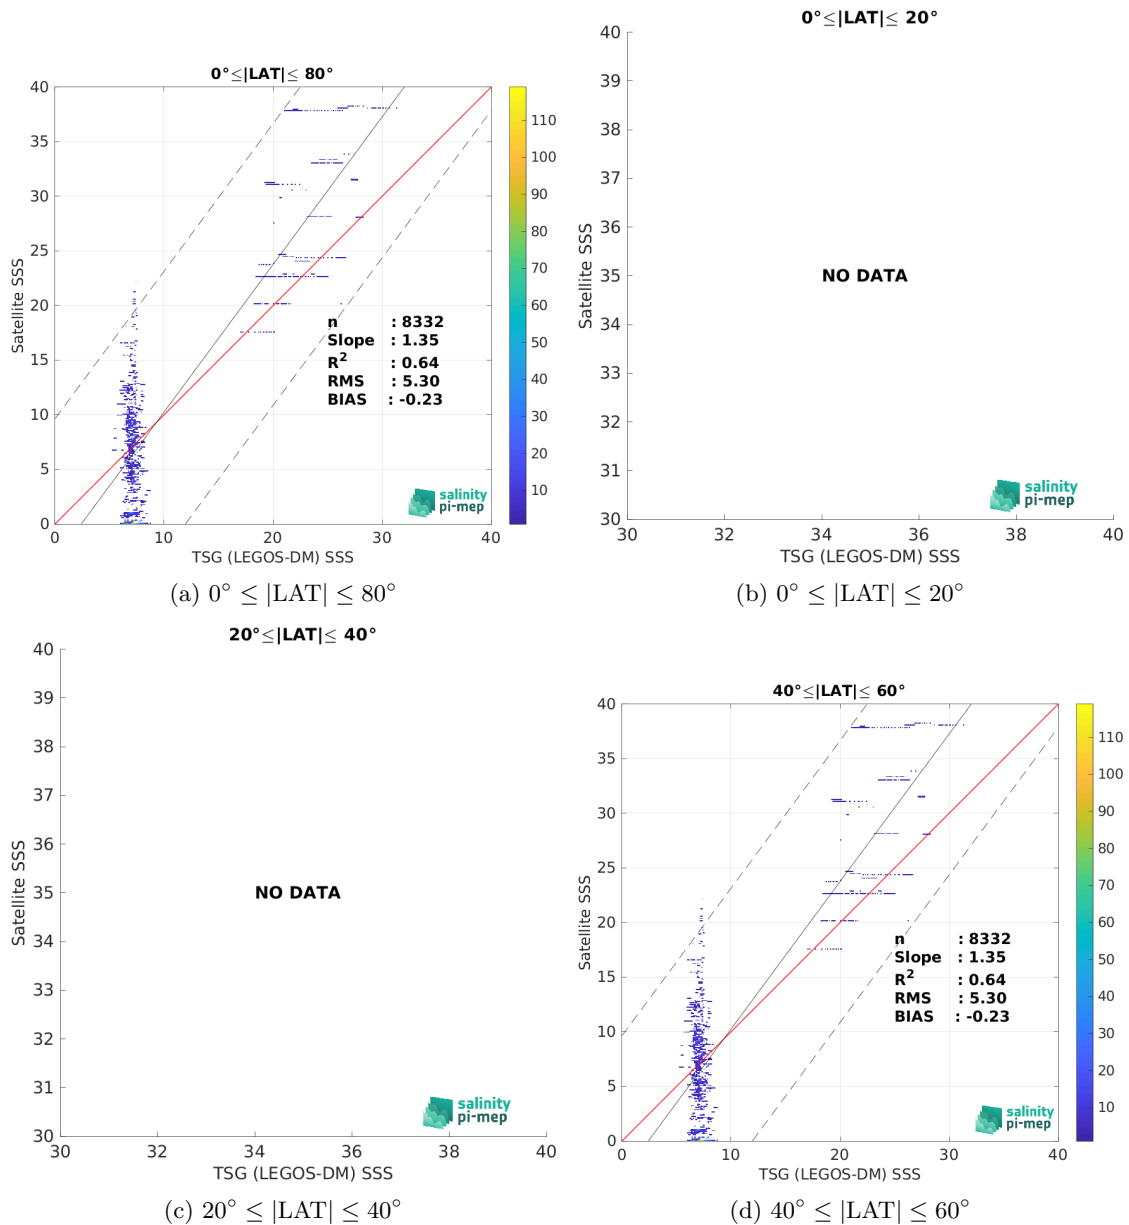 0°≤|LAT|≤ 80°
40
35
30
25
20
15
10
5
0
Satellite SSS
0
10
20
30
40
TSG (LEGOS-DM) SSS
110
100
90
80
70
60
50
40
30
20
10
n : 8332
Slope : 1.35
R² : 0.64
RMS : 5.30
BIAS : -0.23
salinity
pi-mep
(a) 0° ≤ |LAT| ≤ 80°
0°≤|LAT|≤ 20°
40
39
38
37
36
35
34
33
32
31
30
Satellite SSS
NO DATA
salinity
pi-mep
30
32
34
36
38
40
TSG (LEGOS-DM) SSS
(b) 0° ≤ |LAT| ≤ 20°
20°≤|LAT|≤ 40°
40
39
38
37
36
35
34
33
32
31
30
Satellite SSS
NO DATA
salinity
pi-mep
30
32
34
36
38
40
TSG (LEGOS-DM) SSS
(c) 20° ≤ |LAT| ≤ 40°
40°≤|LAT|≤ 60°
40
35
30
25
20
15
10
5
0
Satellite SSS
0
10
20
30
40
TSG (LEGOS-DM) SSS
110
100
90
80
70
60
50
40
30
20
10
n : 8332
Slope : 1.35
R² : 0.64
RMS : 5.30
BIAS : -0.23
salinity
pi-mep
(d) 40° ≤ |LAT| ≤ 60°